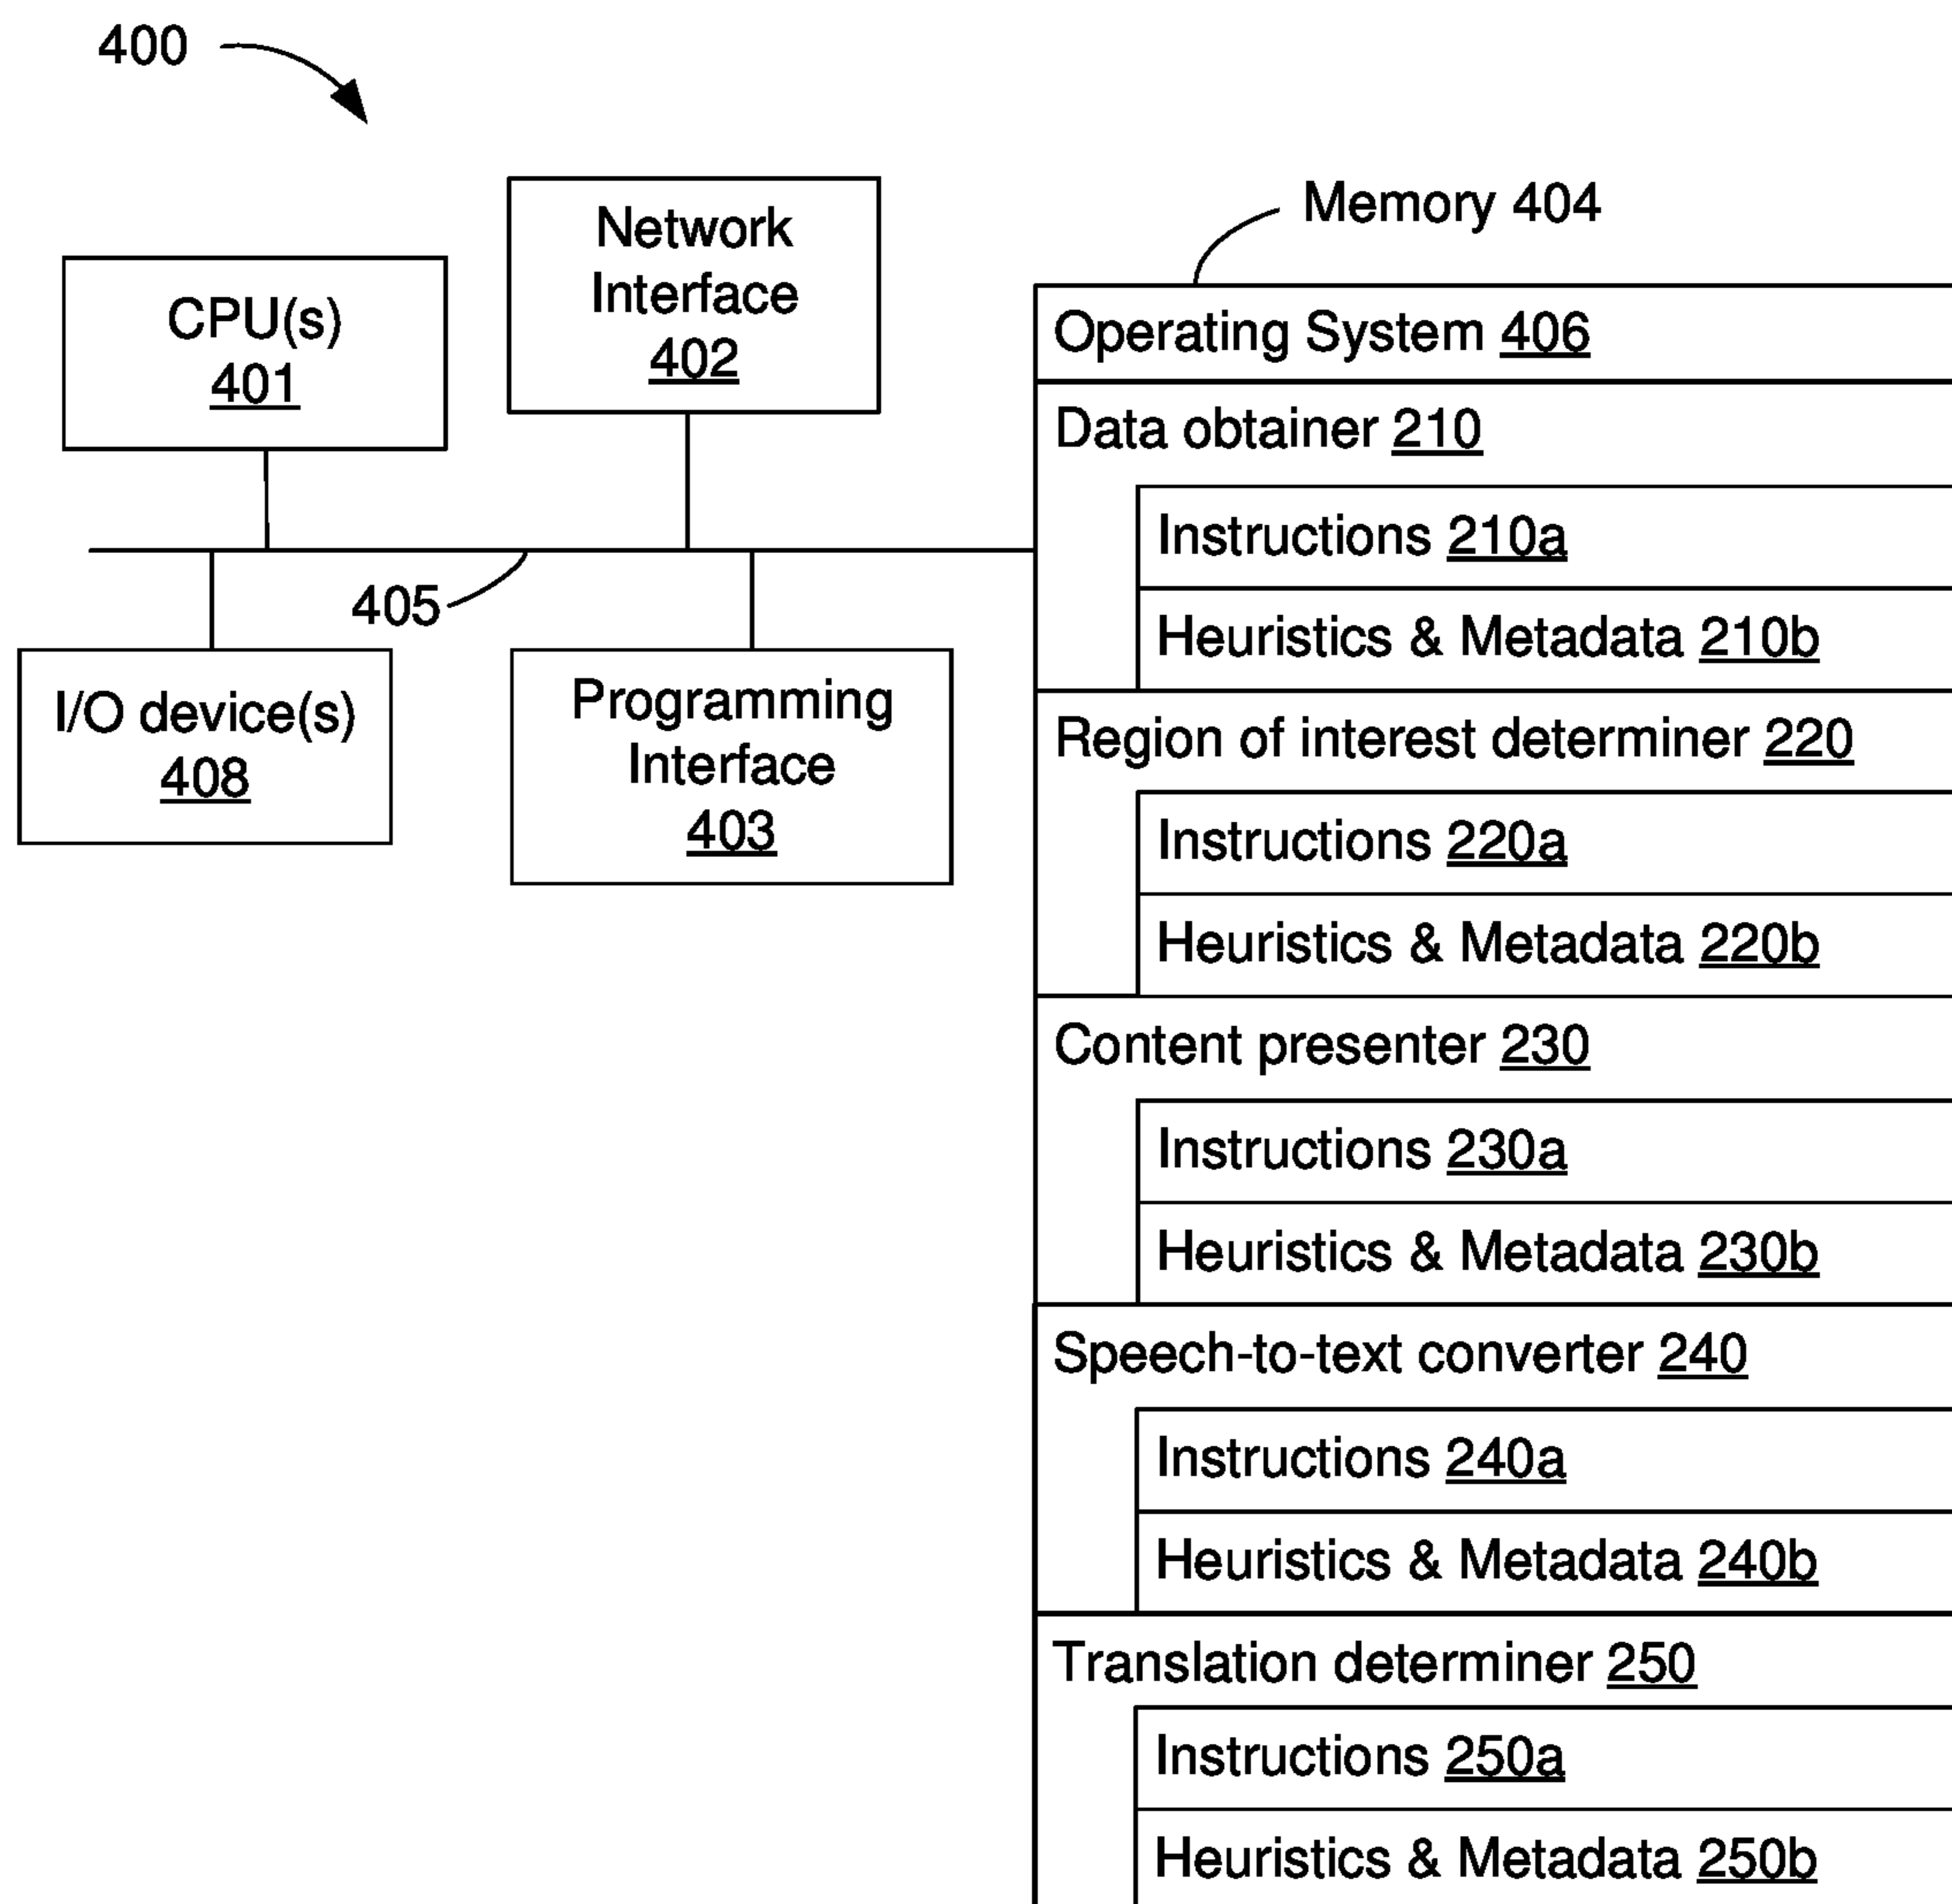 400
Network
Interface
402
CPU(s)
401
405
I/O device(s)
408
Programming
Interface
403
Memory 404
Operating System 406
Data obtainer 210
Instructions 210a
Heuristics & Metadata 210b
Region of interest determiner 220
Instructions 220a
Heuristics & Metadata 220b
Content presenter 230
Instructions 230a
Heuristics & Metadata 230b
Speech-to-text converter 240
Instructions 240a
Heuristics & Metadata 240b
Translation determiner 250
Instructions 250a
Heuristics & Metadata 250b